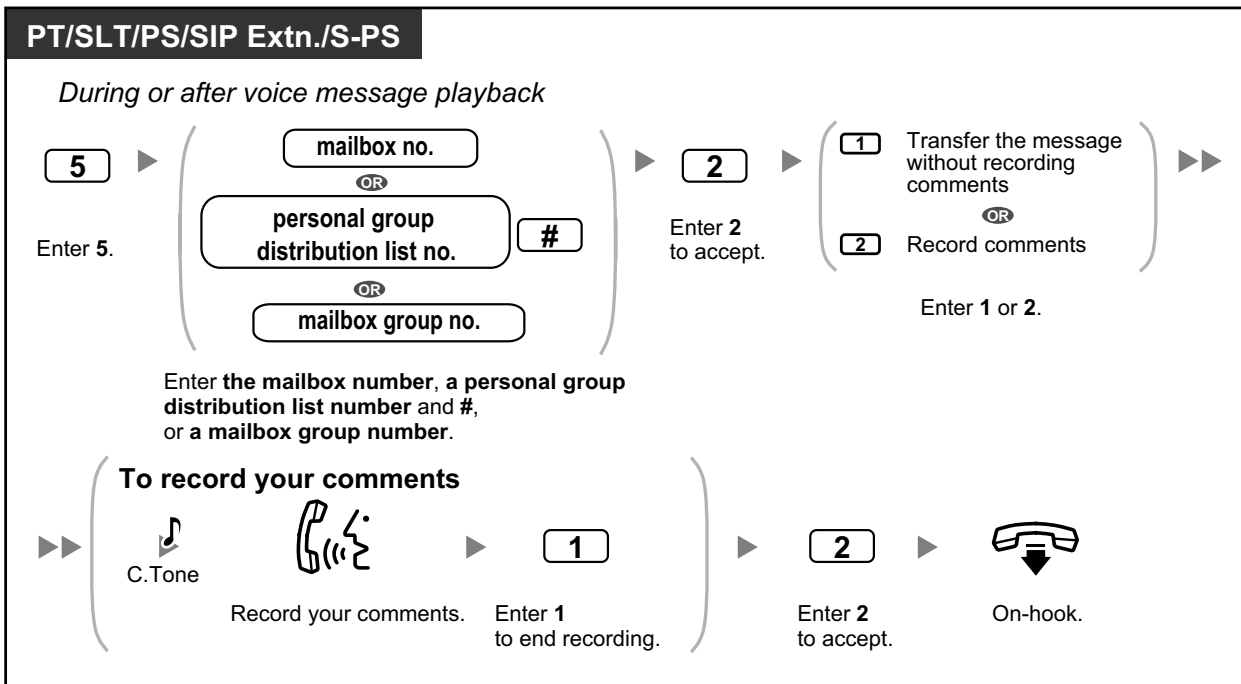 PT/SLT/PS/SIP Extn./S-PS
During or after voice message playback
5
Enter 5.
mailbox no.
OR
personal group
distribution list no.
#
OR
mailbox group no.
Enter the mailbox number, a personal group
distribution list number and #,
or a mailbox group number.
2
Enter 2
to accept.
1 Transfer the message
without recording
comments
OR
2 Record comments
Enter 1 or 2.
To record your comments
C.Tone
Record your comments.
1
Enter 1
to end recording.
2
Enter 2
to accept.
On-hook.